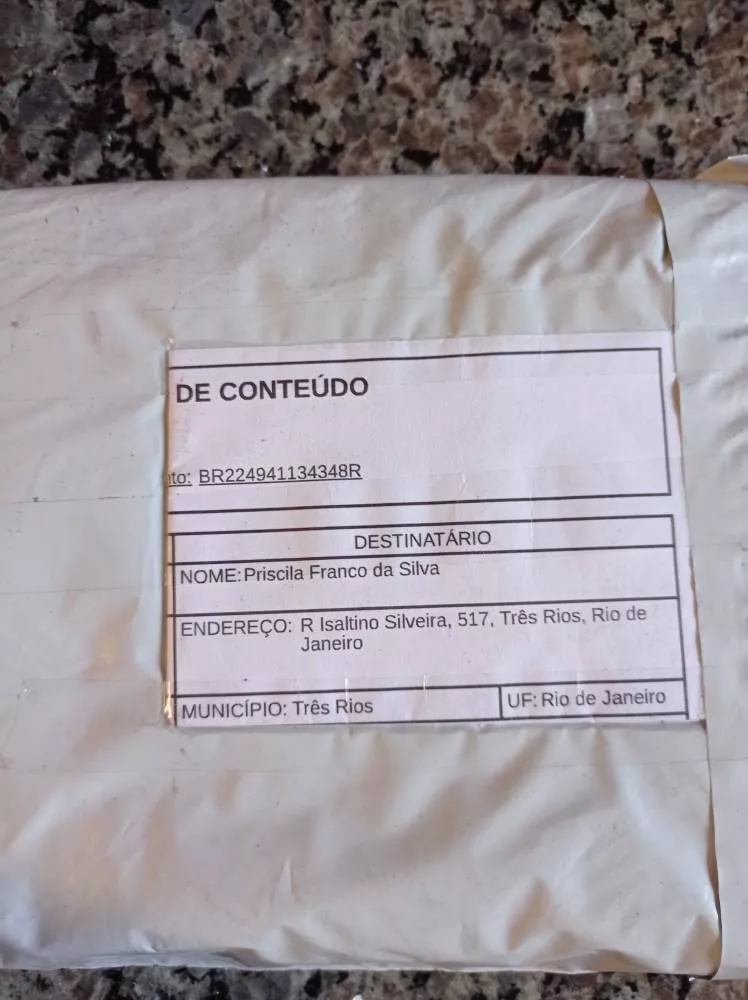 DE CONTEÚDO
nto: BR224941134348R
DESTINATÁRIO
NOME: Priscila Franco da Silva
ENDEREÇO: R Isaltino Silveira, 517, Três Rios, Rio de
Janeiro
MUNICÍPIO: Três Rios
UF: Rio de Janeiro